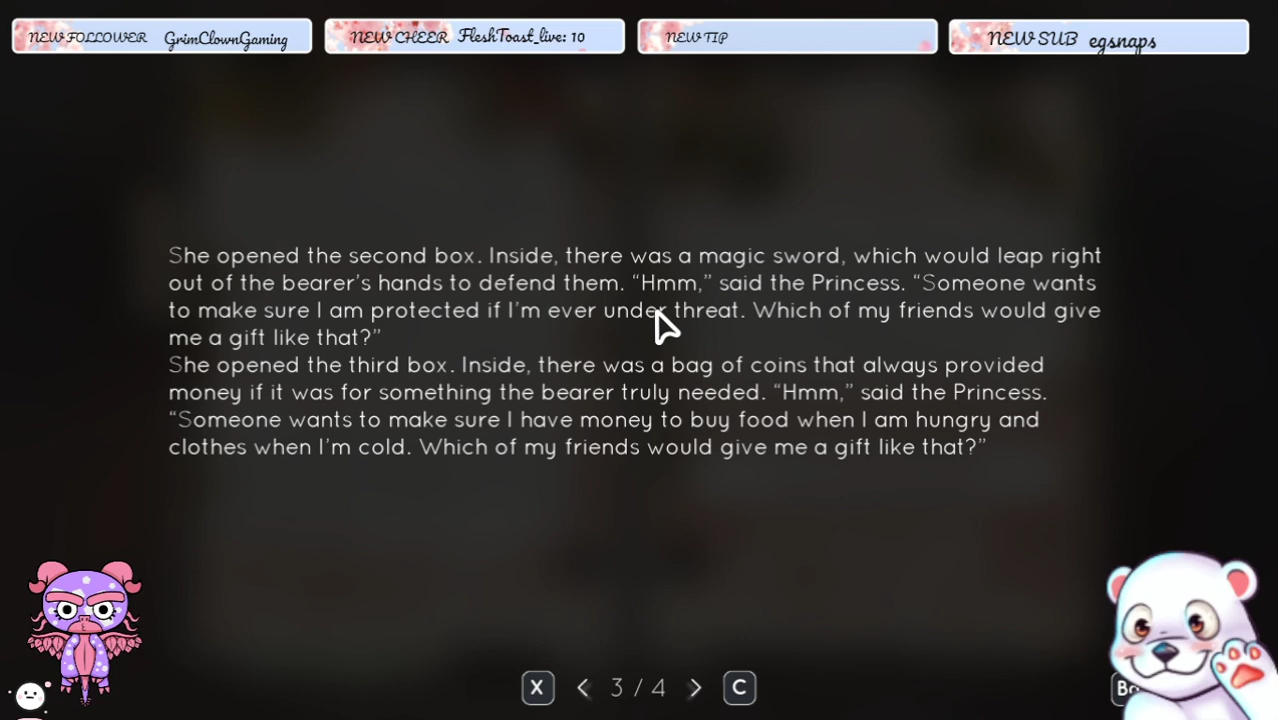 NEW FOLLOWER GrimClownGaming
NEW CHEER FleshToast_live: 10
NEW TIP
NEW SUB egsnaps
She opened the second box. Inside, there was a magic sword, which would leap right
out of the bearer’s hands to defend them. “Hmm,” said the Princess. “Someone wants
to make sure I am protected if I’m ever under threat. Which of my friends would give
me a gift like that?”
She opened the third box. Inside, there was a bag of coins that always provided
money if it was for something the bearer truly needed. “Hmm,” said the Princess.
“Someone wants to make sure I have money to buy food when I am hungry and
clothes when I’m cold. Which of my friends would give me a gift like that?”
X < 3 / 4 > C